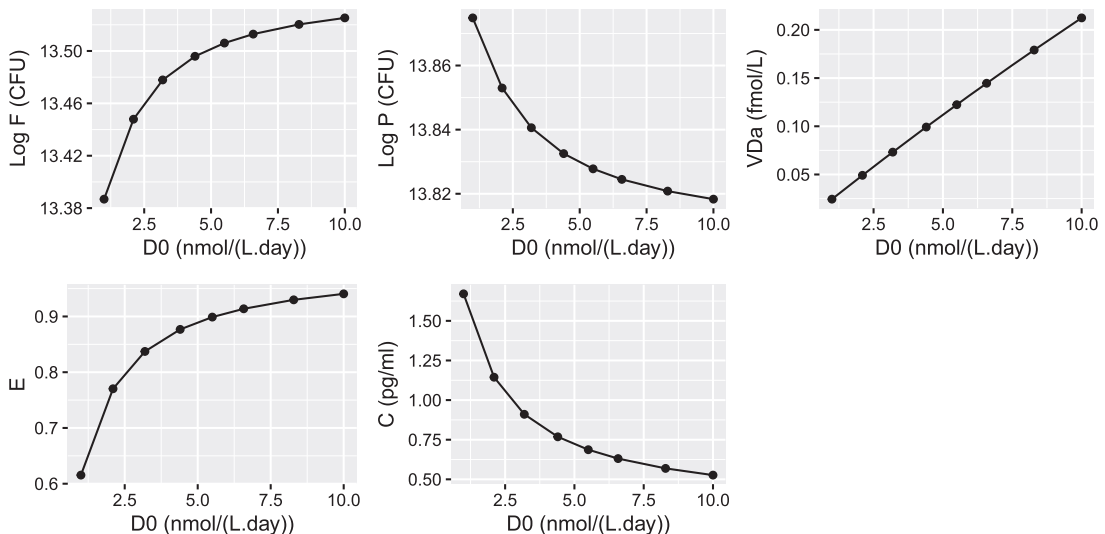 Log F (CFU)
13.50
13.46
13.42
13.38
2.5 5.0 7.5 10.0
D0 (nmol/(L.day))
Log P (CFU)
13.86
13.84
13.82
2.5 5.0 7.5 10.0
D0 (nmol/(L.day))
VDa (fmol/L)
0.20
0.15
0.10
0.05
2.5 5.0 7.5 10.0
D0 (nmol/(L.day))
E
0.9
0.8
0.7
0.6
2.5 5.0 7.5 10.0
D0 (nmol/(L.day))
C (pg/ml)
1.50
1.25
1.00
0.75
0.50
2.5 5.0 7.5 10.0
D0 (nmol/(L.day))